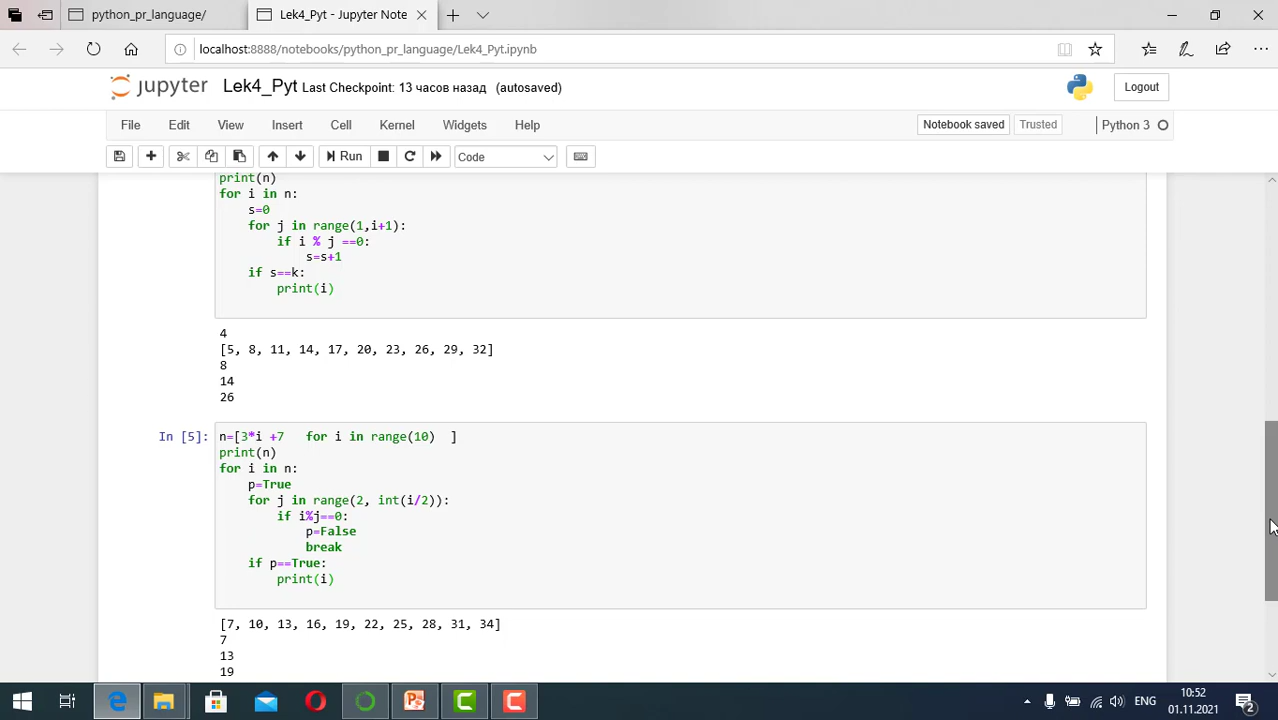 python_pr_language/
Lek4_Pyt - Jupyter Note
localhost:8888/notebooks/python_pr_language/Lek4_Pyt.ipynb
jupyter Lek4_Pyt Last Checkpoint: 13 часов назад (autosaved)
Logout
File Edit View Insert Cell Kernel Widgets Help
Notebook saved Trusted Python 3
Run Code
print(n)
for i in n:
    s=0
    for j in range(1,i+1):
        if i % j ==0:
            s=s+1
    if s==k:
        print(i)
4
[5, 8, 11, 14, 17, 20, 23, 26, 29, 32]
8
14
26
In [5]: n=[3*i +7   for i in range(10)  ]
print(n)
for i in n:
    p=True
    for j in range(2, int(i/2)):
        if i%j==0:
            p=False
            break
    if p==True:
        print(i)
[7, 10, 13, 16, 19, 22, 25, 28, 31, 34]
7
13
19
ENG
10:52
01.11.2021
2